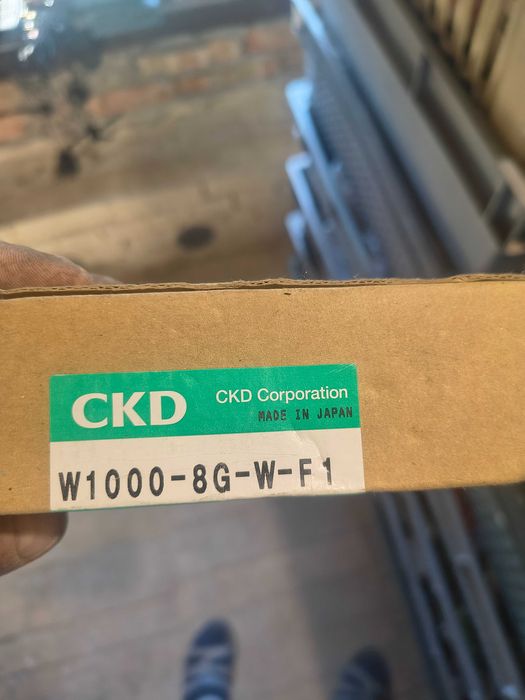 CKD
CKD Corporation
MADE IN JAPAN
W1000-8G-W-F1